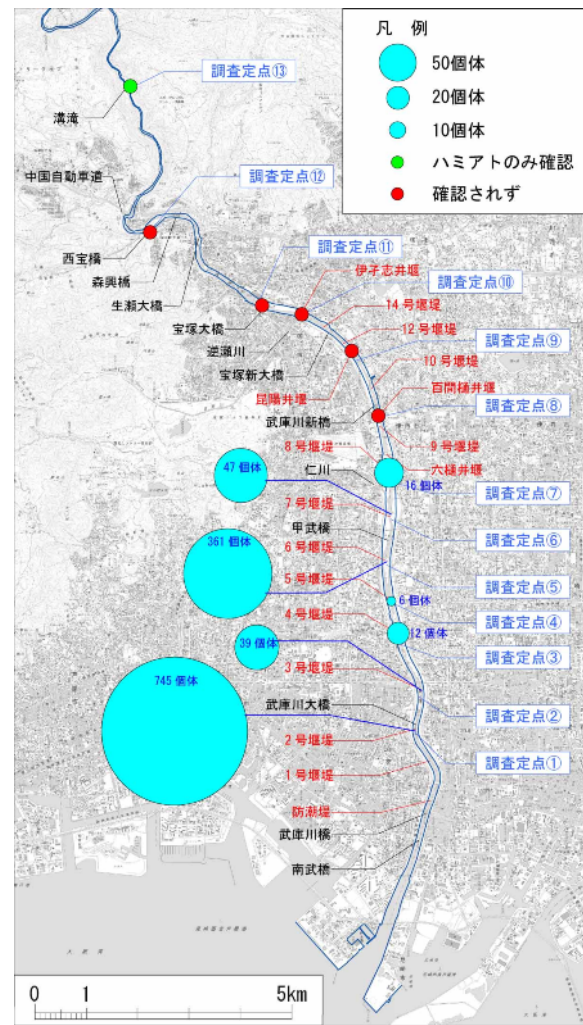 凡 例
50個体
20個体
10個体
ハミアトのみ確認
確認されず
調査定点⑬
溝滝
中国自動車道
調査定点⑫
西宝橋
森興橋
生瀬大橋
調査定点⑪
伊孑志井堰
調査定点⑩
宝塚大橋
14号堰堤
逆瀬川
12号堰堤
宝塚新大橋
調査定点⑨
昆陽井堰
10号堰堤
百間樋井堰
武庫川新橋
調査定点⑧
8号堰堤
9号堰堤
仁川
六樋井堰
47個体
16個体
調査定点⑦
7号堰堤
甲武橋
調査定点⑥
361個体
6号堰堤
調査定点⑤
5号堰堤
6個体
4号堰堤
調査定点④
12個体
39個体
調査定点③
3号堰堤
745個体
武庫川大橋
調査定点②
2号堰堤
調査定点①
1号堰堤
防潮堤
武庫川橋
南武橋
0 1 5km